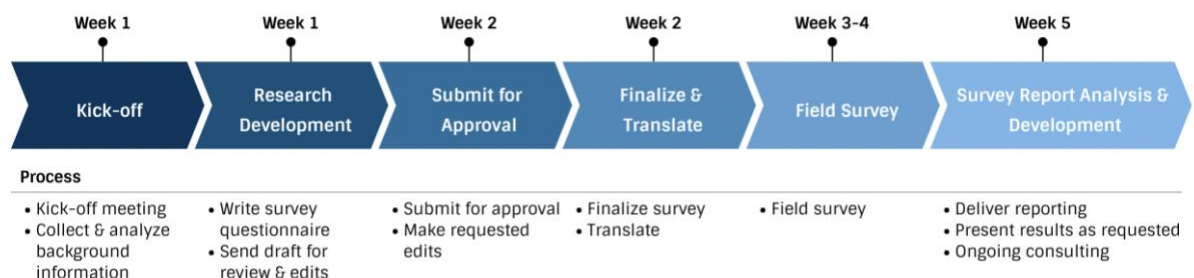 Week 1
Week 1
Week 2
Week 2
Week 3-4
Week 5
Kick-off
Research
Development
Submit for
Approval
Finalize &
Translate
Field Survey
Survey Report Analysis &
Development
Process
• Kick-off meeting
• Collect & analyze
background
information
• Write survey
questionnaire
• Send draft for
review & edits
• Submit for approval
• Make requested
edits
• Finalize survey
• Translate
• Field survey
• Deliver reporting
• Present results as requested
• Ongoing consulting